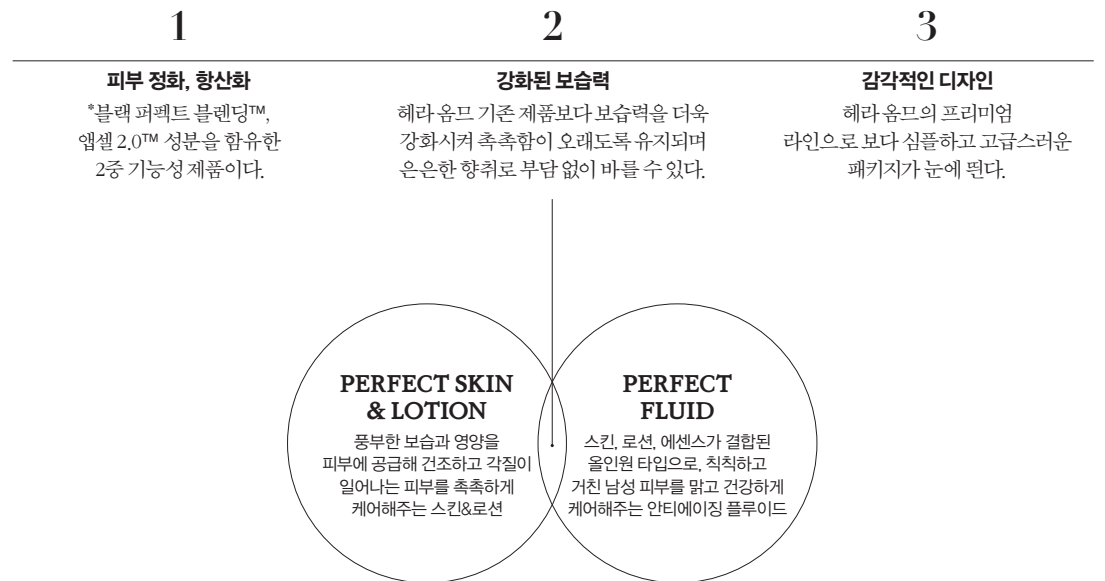 1
피부 정화, 항산화
*블랙 퍼펙트 블렌딩™,
앱셀 2.0™ 성분을 함유한
2중 기능성 제품이다.
2
강화된 보습력
헤라 옴므 기존 제품보다 보습력을 더욱
강화시켜 촉촉함이 오래도록 유지되며
은은한 향취로 부담 없이 바를 수 있다.
3
감각적인 디자인
헤라 옴므의 프리미엄
라인으로 보다 심플하고 고급스러운
패키지가 눈에 띈다.
PERFECT SKIN
& LOTION
풍부한 보습과 영양을
피부에 공급해 건조하고 각질이
일어나는 피부를 촉촉하게
케어해주는 스킨&로션
PERFECT
FLUID
스킨, 로션, 에센스가 결합된
올인원 타입으로, 칙칙하고
거친 남성 피부를 맑고 건강하게
케어해주는 안티에이징 플루이드